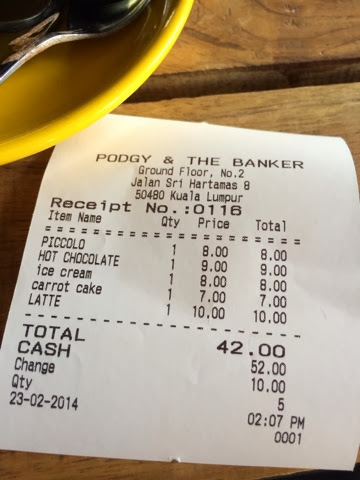 PODGY & THE BANKER
Ground Floor, No.2
Jalan Sri Hartamas 8
50480 Kuala Lumpur
Receipt No.:0116
Item Name Qty Price Total
PICCOLO 1 8.00 8.00
HOT CHOCOLATE 1 9.00 9.00
ice cream 1 8.00 8.00
carrot cake 1 7.00 7.00
LATTE 1 10.00 10.00
TOTAL 42.00
CASH 52.00
Change 10.00
Qty 5
23-02-2014 02:07 PM
0001